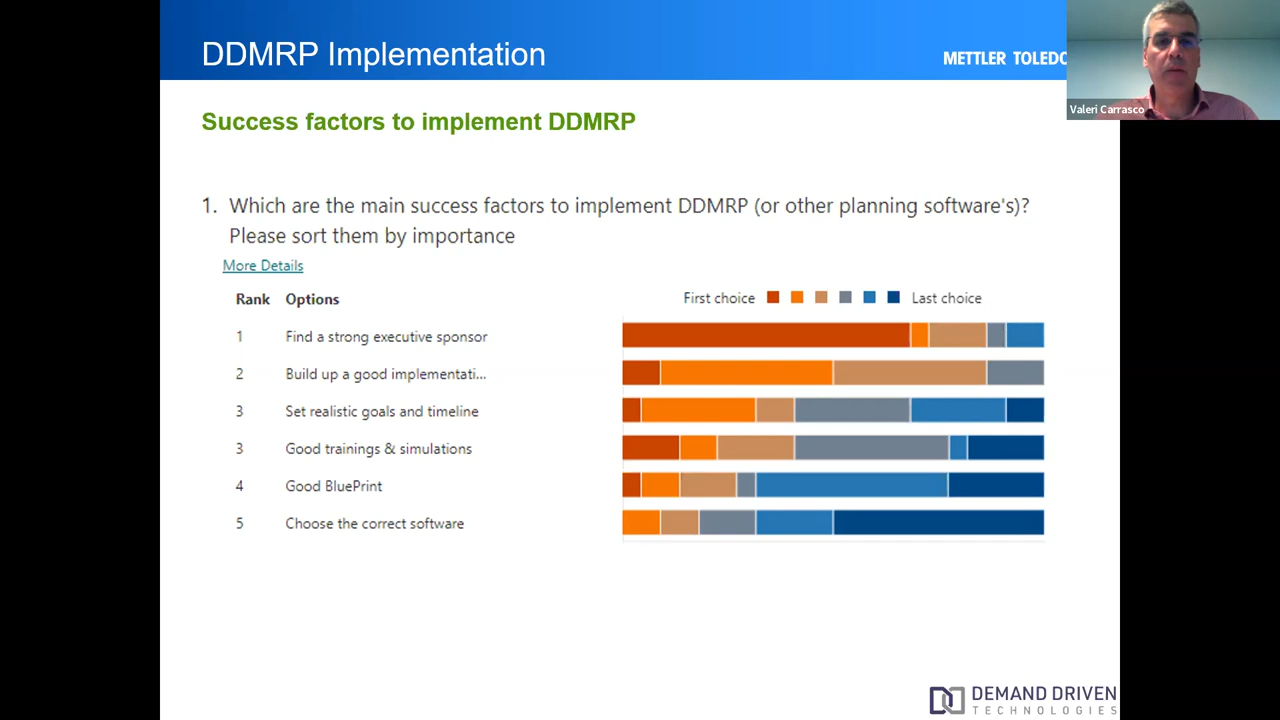 DDMRP Implementation
METTLER TOLEDO
Valeri Carrasco
Success factors to implement DDMRP
1. Which are the main success factors to implement DDMRP (or other planning software's)?
Please sort them by importance
More Details
Rank Options First choice Last choice
1 Find a strong executive sponsor
2 Build up a good implementati...
3 Set realistic goals and timeline
3 Good trainings & simulations
4 Good BluePrint
5 Choose the correct software
DEMAND DRIVEN
TECHNOLOGIES